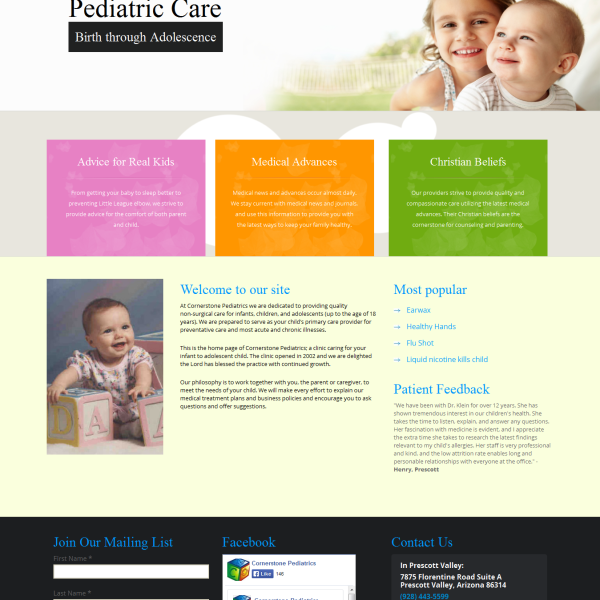 Pediatric Care
Birth through Adolescence
Advice for Real Kids
From getting your baby to sleep better to
preventing Little League elbow, we strive to
provide advice for the comfort of both parent
and child.
Medical Advances
Medical news and advances occur almost daily.
We stay current with medical news and journals,
and use this information to provide you with
the latest ways to keep your family healthy.
Christian Beliefs
Our providers strive to provide quality and
compassionate care utilizing the latest medical
advances. Their Christian beliefs are the
cornerstone for counseling and parenting.
Welcome to our site
At Cornerstone Pediatrics we are dedicated to providing quality
non-surgical care for infants, children, and adolescents (up to the age of 18
years). We are prepared to serve as your child's primary care provider for
preventative care and most acute and chronic illnesses.
This is the home page of Cornerstone Pediatrics; a clinic caring for your
infant to adolescent child. The clinic opened in 2002 and we are delighted
the Lord has blessed the practice with continued growth.
Our philosophy is to work together with you, the parent or caregiver, to
meet the needs of your child. We will make every effort to explain our
medical treatment plans and business policies and encourage you to ask
questions and offer suggestions.
Most popular
→ Earwax
→ Healthy Hands
→ Flu Shot
→ Liquid nicotine kills child
Patient Feedback
"We have been with Dr. Klein for over 12 years. She has
shown tremendous interest in our children's health. She
takes the time to listen, explain, and answer any questions.
Her fascination with medicine is evident, and I appreciate
the extra time she takes to research the latest findings
relevant to my child's allergies. Her staff is very professional
and kind, and the low attrition rate enables long and
personable relationships with everyone at the office." -
Henry, Prescott
D A
Join Our Mailing List
First Name *
Last Name *
Facebook
Cornerstone Pediatrics
Like 146
Cornerstone Pediatrics
Contact Us
In Prescott Valley:
7875 Florentine Road Suite A
Prescott Valley, Arizona 86314
(928) 443-5599